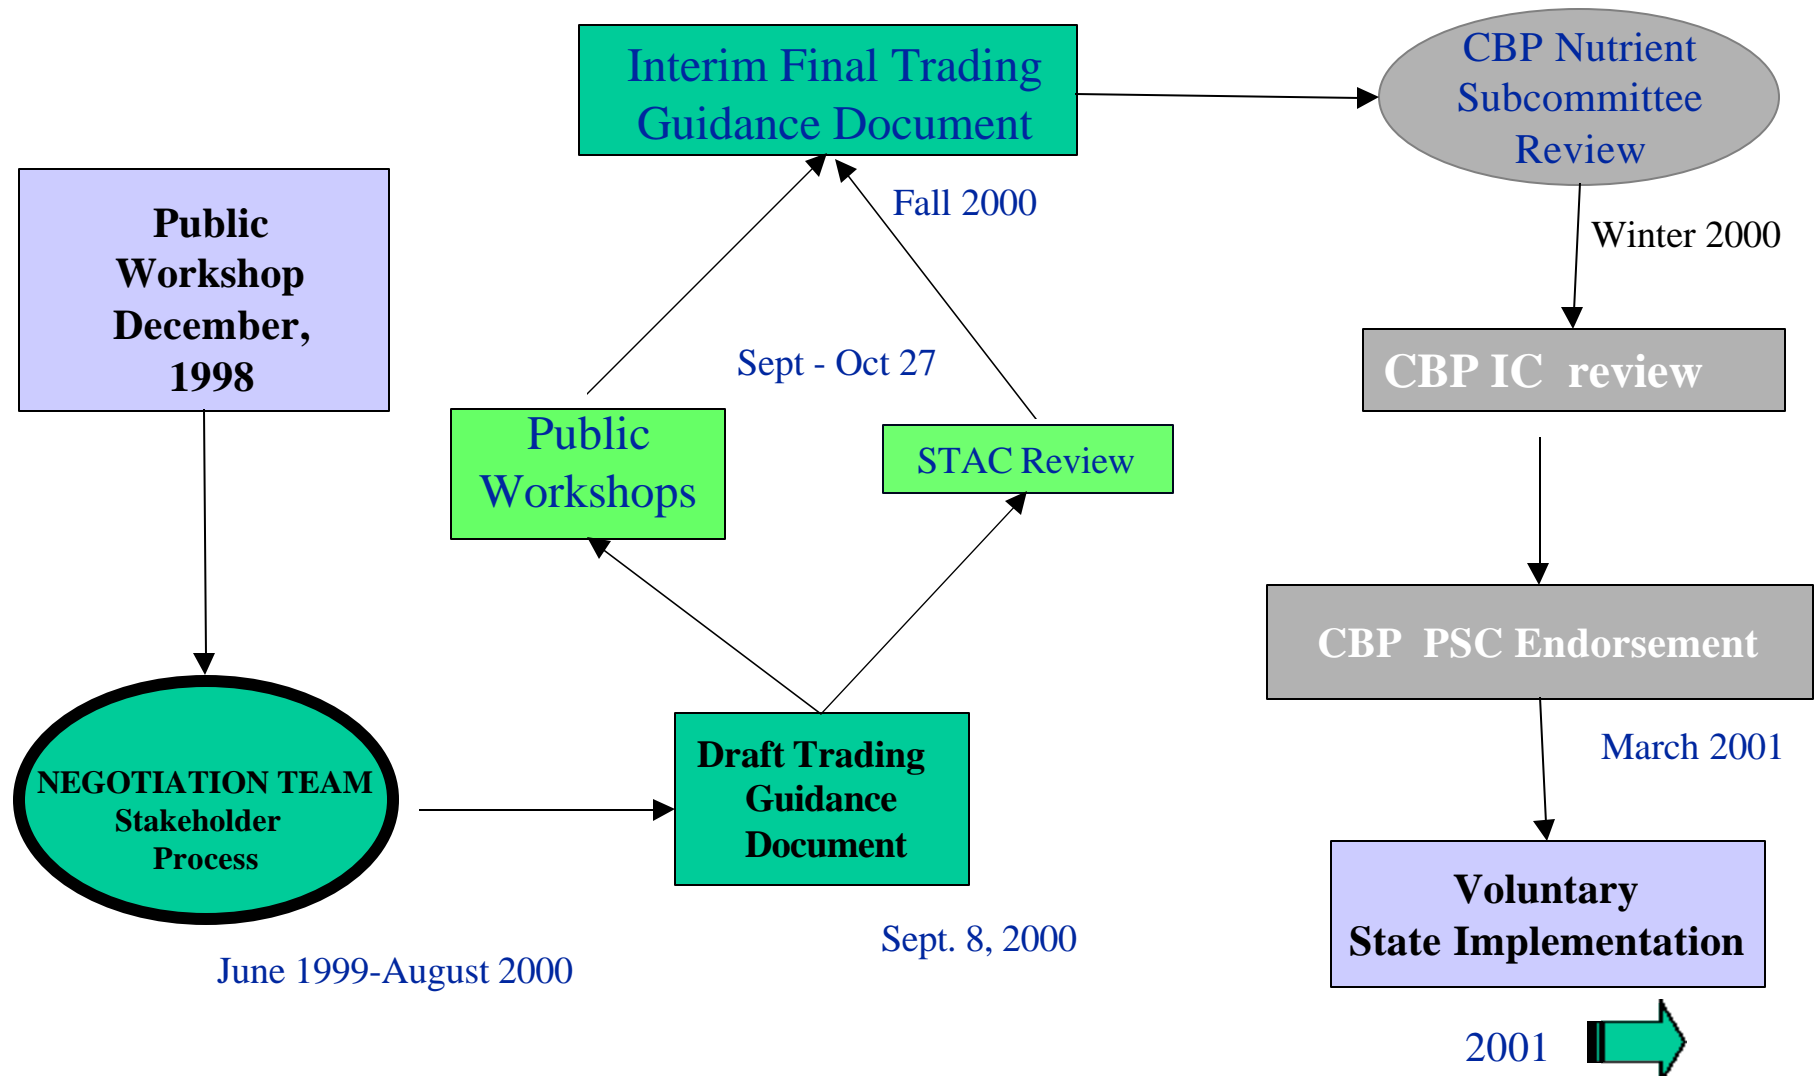 Public
Workshop
December,
1998
NEGOTIATION TEAM
Stakeholder
Process
June 1999-August 2000
Draft Trading
Guidance
Document
Sept. 8, 2000
Public
Workshops
STAC Review
Sept - Oct 27
Interim Final Trading
Guidance Document
Fall 2000
CBP Nutrient
Subcommittee
Review
Winter 2000
CBP IC review
CBP PSC Endorsement
March 2001
Voluntary
State Implementation
2001